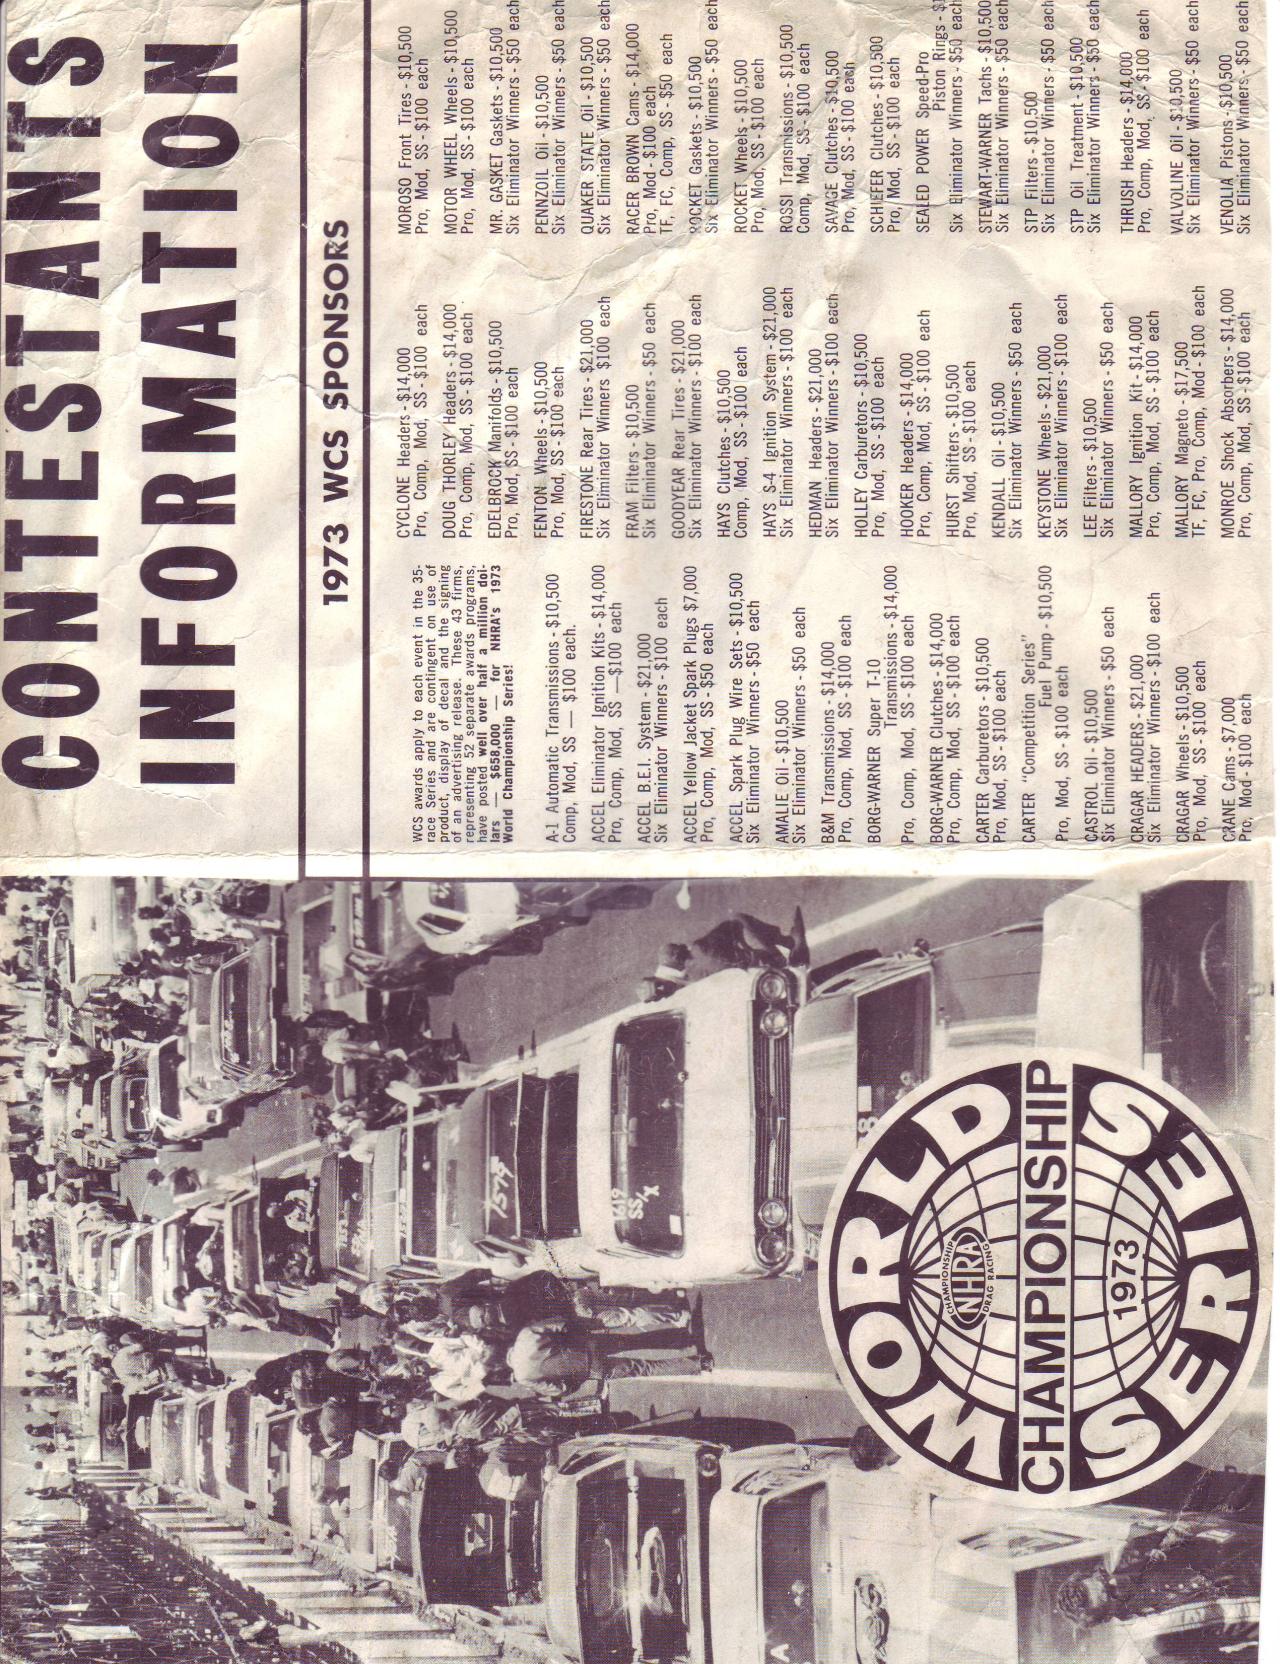 CONTESTANTS
INFORMATION
1973 WCS SPONSORS
WCS awards apply to each event in the 35-
race Series and are contingent on use of
product, display of decal and the signing
of an advertising release. These 43 firms,
representing 52 separate awards programs,
have posted well over half a million dol-
lars — $658,000 — for NHRA's 1973
World Championship Series!
A-1 Automatic Transmissions - $10,500
Comp, Mod, SS — $100 each.
ACCEL Eliminator Ignition Kits - $14,000
Pro, Comp, Mod, SS — $100 each
ACCEL B.E.I. System - $21,000
Six Eliminator Winners - $100 each
ACCEL Yellow Jacket Spark Plugs $7,000
Pro, Comp, Mod, SS - $50 each
ACCEL Spark Plug Wire Sets - $10,500
Six Eliminator Winners - $50 each
AMALIE Oil - $10,500
Six Eliminator Winners - $50 each
B&M Transmissions - $14,000
Pro, Comp, Mod, SS - $100 each
BORG-WARNER Super T-10
Transmissions - $14,000
Pro, Comp, Mod, SS - $100 each
BORG-WARNER Clutches - $14,000
Pro, Comp, Mod, SS - $100 each
CARTER Carburetors - $10,500
Pro, Mod, SS - $100 each
CARTER "Competition Series"
Fuel Pump - $10,500
Pro, Mod, SS - $100 each
CASTROL Oil - $10,500
Six Eliminator Winners - $50 each
CRAGAR HEADERS - $21,000
Six Eliminator Winners - $100 each
CRAGAR Wheels - $10,500
Pro, Mod, SS - $100 each
CRANE Cams - $7,000
Pro, Mod - $100 each
CYCLONE Headers - $14,000
Pro, Comp, Mod, SS - $100 each
DOUG THORLEY Headers - $14,000
Pro, Comp, Mod, SS - $100 each
EDELBROCK Manifolds - $10,500
Pro, Mod, SS - $100 each
FENTON Wheels - $10,500
Pro, Mod, SS - $100 each
FIRESTONE Rear Tires - $21,000
Six Eliminator Winners $100 each
FRAM Filters - $10,500
Six Eliminator Winners - $50 each
GOODYEAR Rear Tires - $21,000
Six Eliminator Winners - $100 each
HAYS Clutches - $10,500
Comp, Mod, SS - $100 each
HAYS S-4 Ignition System - $21,000
Six Eliminator Winners - $100 each
HEDMAN Headers - $21,000
Six Eliminator Winners - $100 each
HOLLEY Carburetors - $10,500
Pro, Mod, SS - $100 each
HOOKER Headers - $14,000
Pro, Comp, Mod, SS - $100 each
HURST Shifters - $10,500
Pro, Mod, SS - $100 each
KENDALL Oil - $10,500
Six Eliminator Winners - $50 each
KEYSTONE Wheels - $21,000
Six Eliminator Winners - $100 each
LEE Filters - $10,500
Six Eliminator Winners - $50 each
MALLORY Ignition Kit - $14,000
Pro, Comp, Mod, SS - $100 each
MALLORY Magneto - $17,500
TF, FC, Pro, Comp, Mod - $100 each
MONROE Shock Absorbers - $14,000
Pro, Comp, Mod, SS - $100 each
MOROSO Front Tires - $10,500
Pro, Mod, SS - $100 each
MOTOR WHEEL Wheels - $10,500
Pro, Mod, SS - $100 each
MR. GASKET Gaskets - $10,500
Six Eliminator Winners - $50 each
PENNZOIL Oil - $10,500
Six Eliminator Winners - $50 each
QUAKER STATE Oil - $10,500
Six Eliminator Winners - $50 each
RACER BROWN Cams - $14,000
Pro, Mod - $100 each
TF, FC, Comp, SS - $50 each
ROCKET Gaskets - $10,500
Six Eliminator Winners - $50 each
ROCKET Wheels - $10,500
Pro, Mod, SS - $100 each
ROSSI Transmissions - $10,500
Comp, Mod, SS - $100 each
SAVAGE Clutches - $10,500
Pro, Mod, SS - $100 each
SCHIEFER Clutches - $10,500
Pro, Mod, SS - $100 each
SEALED POWER Speed-Pro
Piston Rings -
Six Eliminator Winners - $50 each
STEWART-WARNER Tachs - $10,500
Six Eliminator Winners - $50 each
STP Filters - $10,500
Six Eliminator Winners - $50 each
STP Oil Treatment - $10,500
Six Eliminator Winners - $50 each
THRUSH Headers - $14,000
Pro, Comp, Mod, SS - $100 each
VALVOLINE Oil - $10,500
Six Eliminator Winners - $50 each
VENOLIA Pistons - $10,500
Six Eliminator Winners - $50 each
1579
619
SS/X
WORLD
CHAMPIONSHIP
NHRA
DRAG RACING
CHAMPIONSHIP
1973
SERIES
SERIES